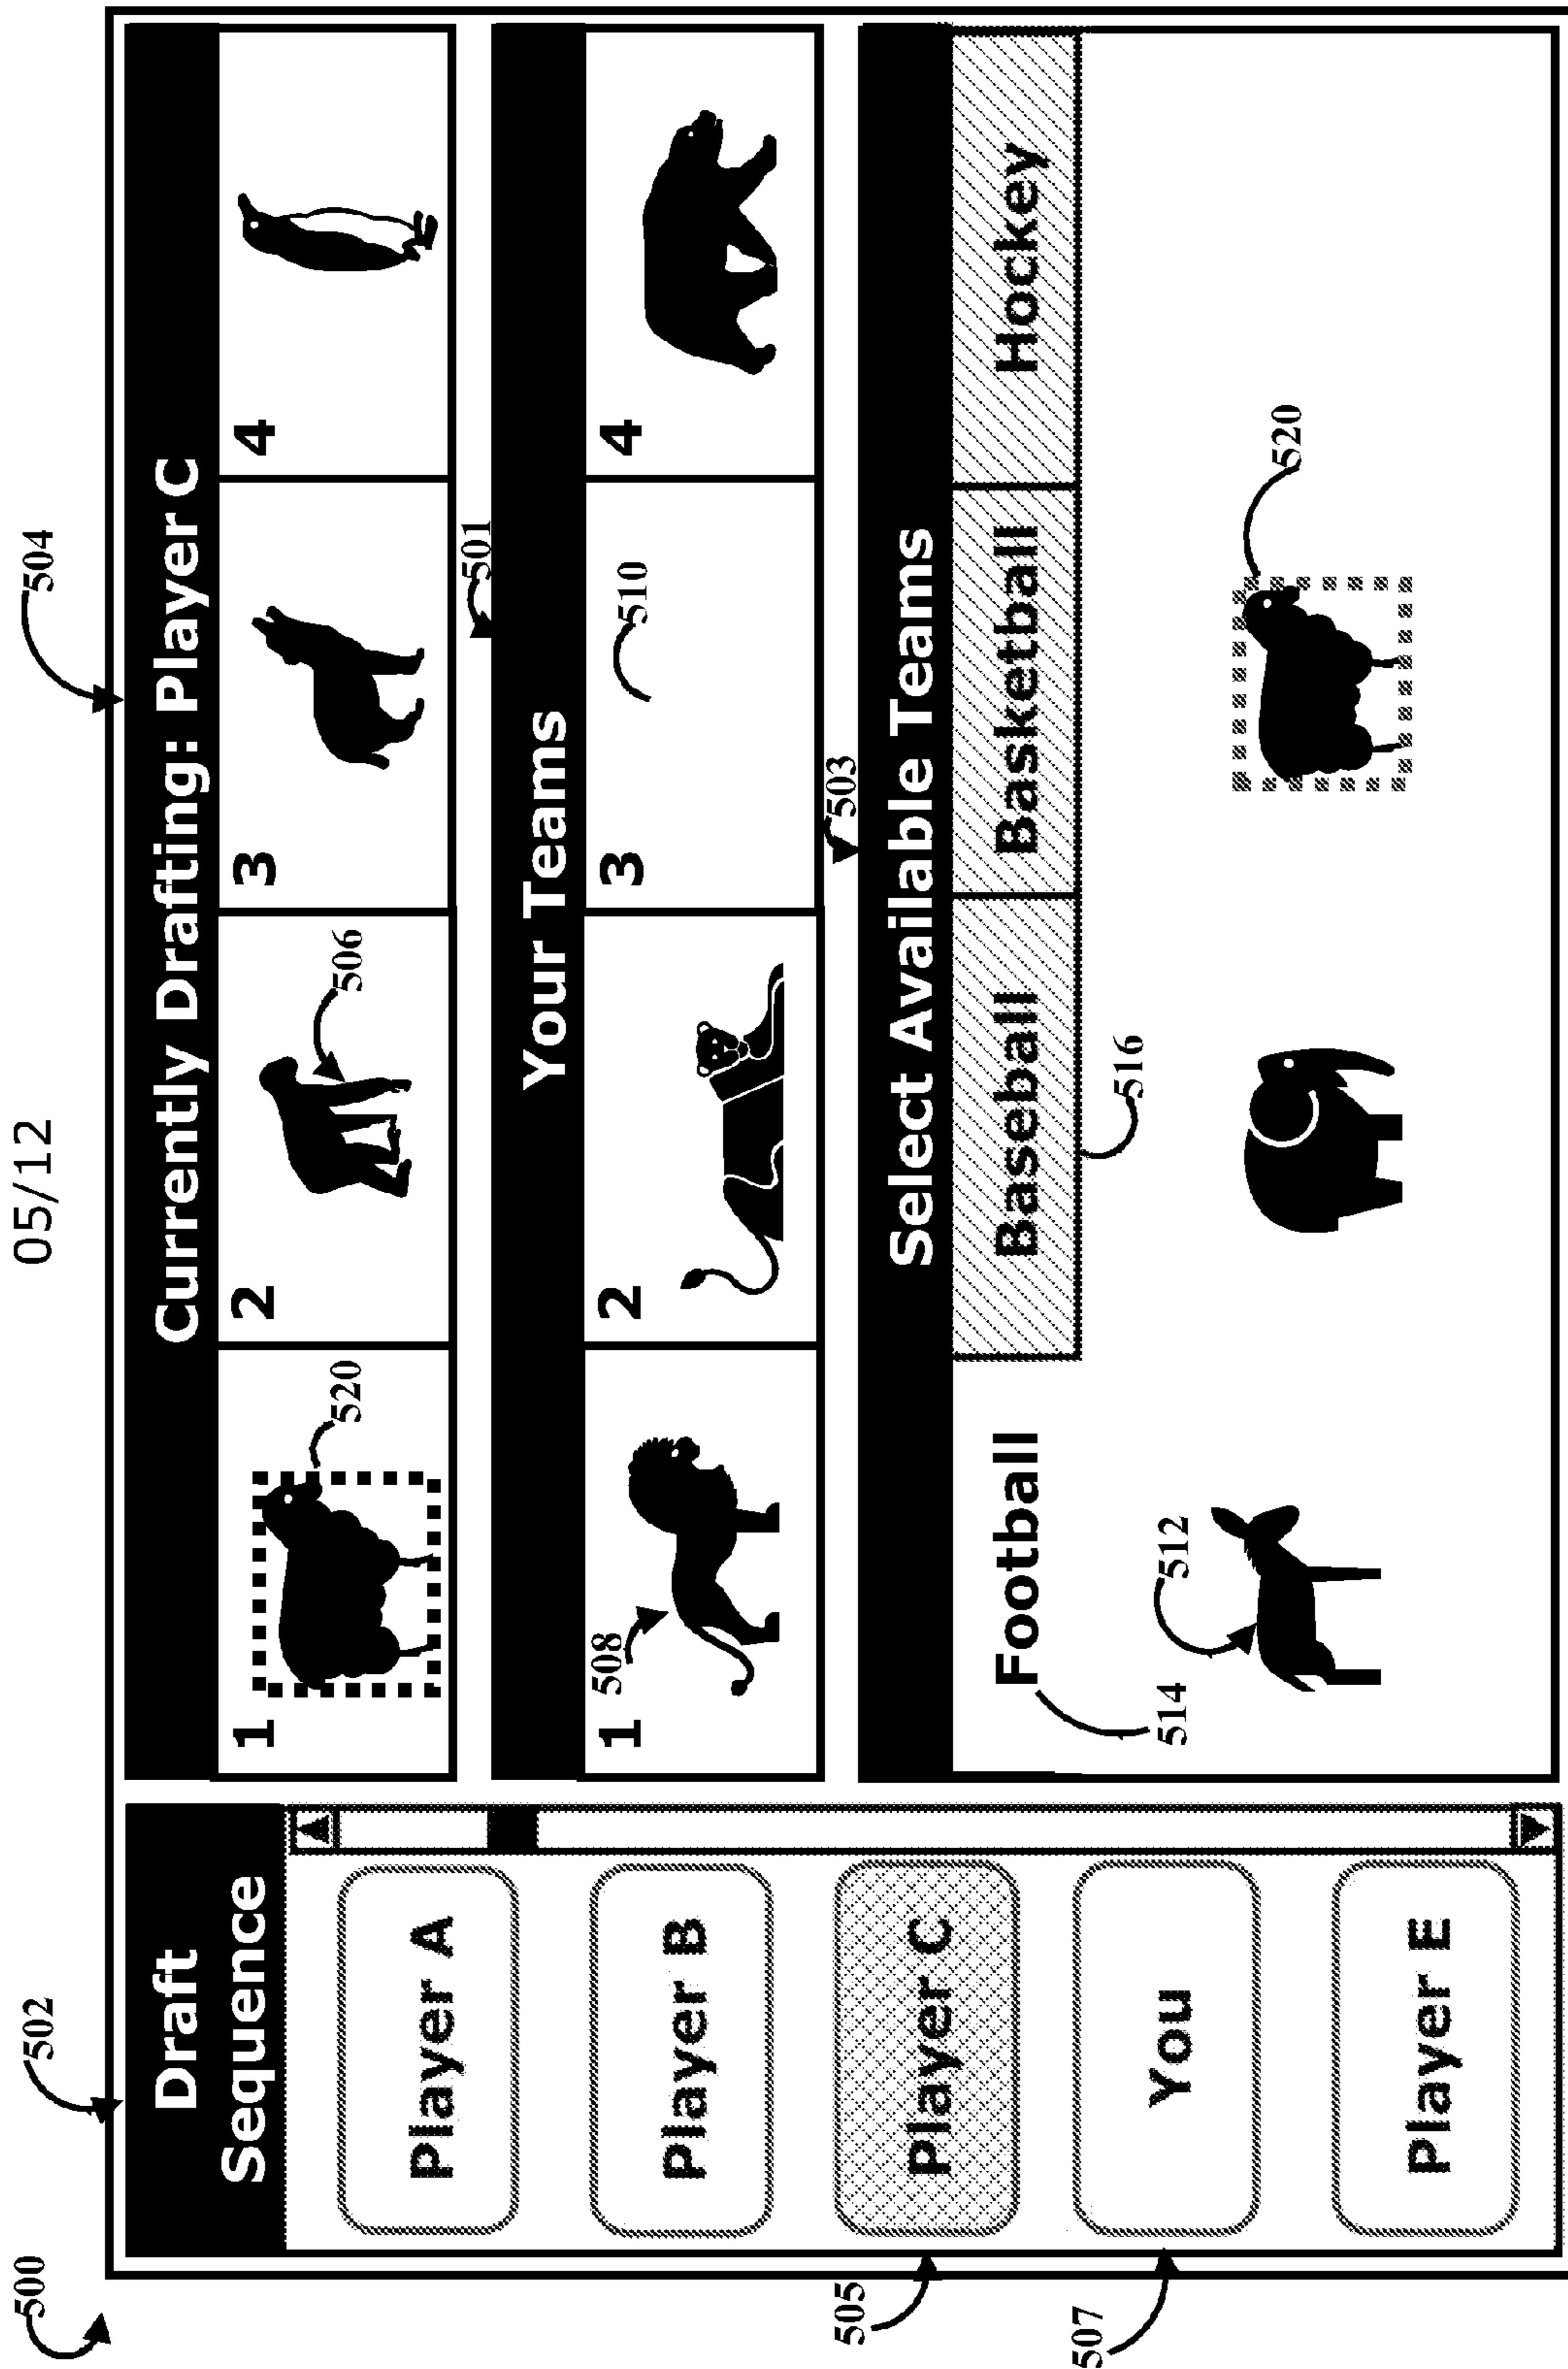 05/12
500
502
504
Draft
Sequence
Player A
Player B
Player C
You
Player E
505
507
Currently Drafting: Player C
1
2
3
4
520
506
501
Your Teams
1
2
3
4
508
510
503
Select Available Teams
Football
Baseball
Basketball
Hockey
514
512
516
520